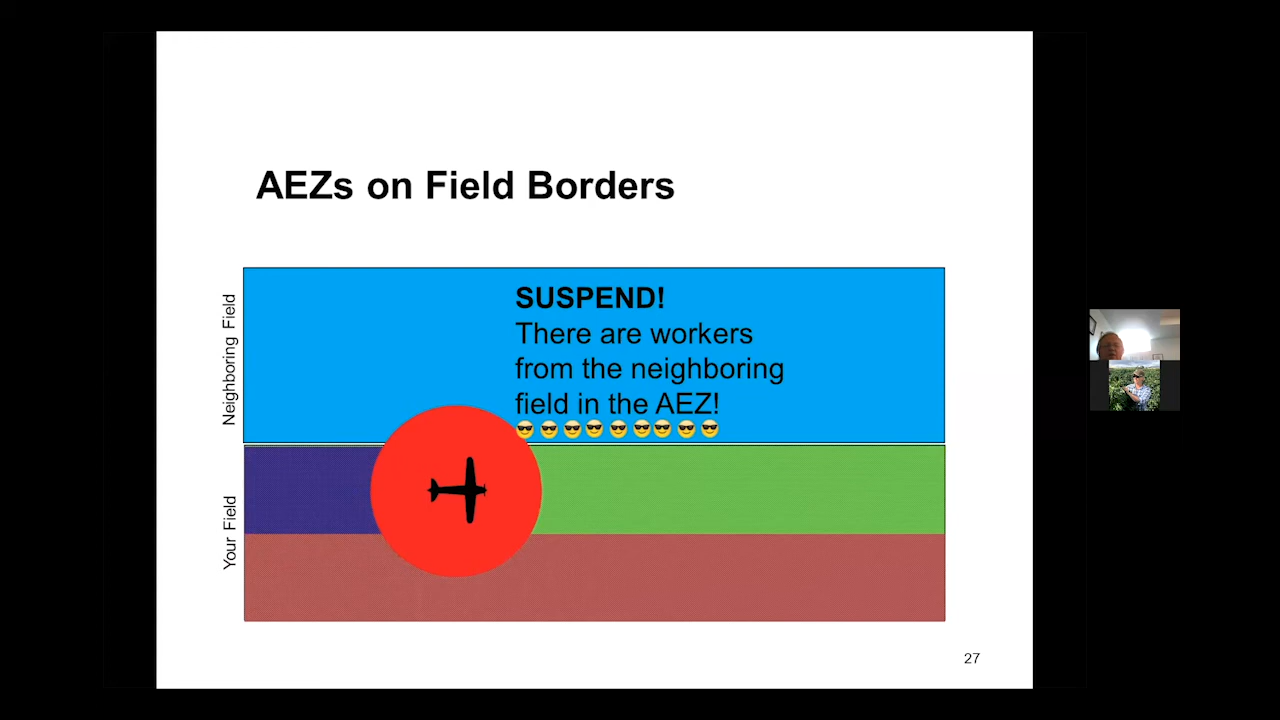 AEZs on Field Borders
Neighboring Field
SUSPEND!
There are workers
from the neighboring
field in the AEZ!
Your Field
27